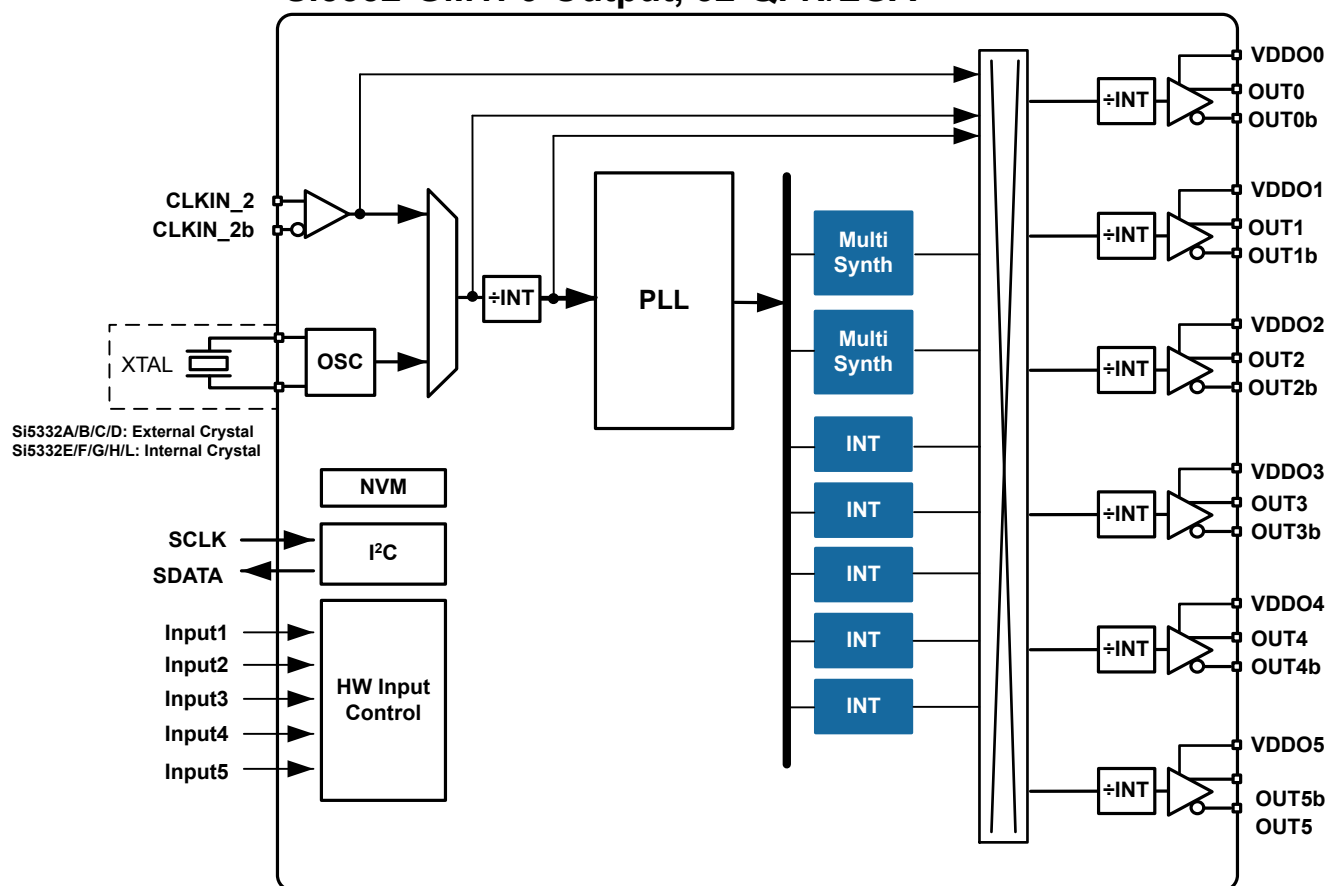 VDDO0
OUT0
÷INT
OUT0b
CLKIN_2
CLKIN_2b
VDDO1
OUT1
÷INT
OUT1b
Multi
Synth
÷INT
PLL
Multi
Synth
VDDO2
OUT2
÷INT
OUT2b
XTAL
OSC
Si5332A/B/C/D: External Crystal
Si5332E/F/G/H/L: Internal Crystal
INT
INT
INT
INT
INT
NVM
SCLK
SDATA
I²C
VDDO3
OUT3
÷INT
OUT3b
Input1
Input2
Input3
Input4
Input5
HW Input
Control
VDDO4
OUT4
÷INT
OUT4b
VDDO5
÷INT
OUT5b
OUT5